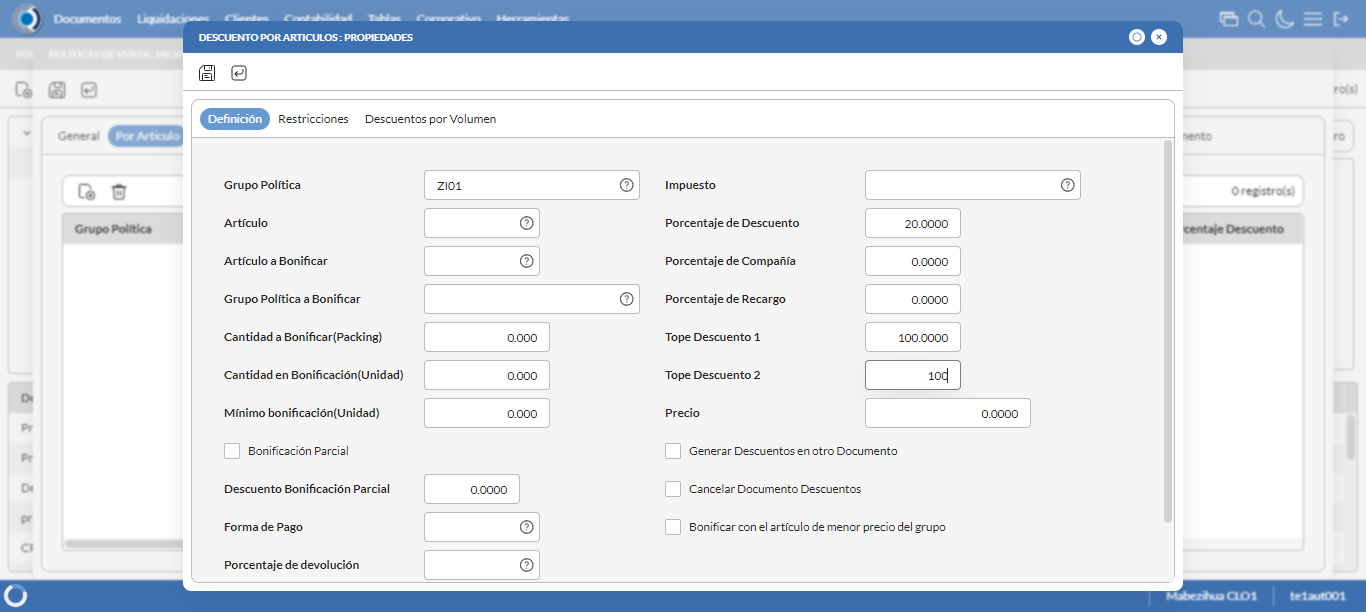 Documentos Liquidaciones Clientes Contabilidad Tablas Corporativo Herramientas
DESCUENTO POR ARTICULOS : PROPIEDADES
POLÍTICAS DE VENTA : PROP
General Por Articulo
0 registro(s)
Grupo Política
centaje Descuento
Definición Restricciones Descuentos por Volumen
Grupo Política ZI01 Impuesto
Artículo Porcentaje de Descuento 20.0000
Artículo a Bonificar Porcentaje de Compañía 0.0000
Grupo Política a Bonificar Porcentaje de Recargo 0.0000
Cantidad a Bonificar(Packing) 0.000 Tope Descuento 1 100.0000
Cantidad en Bonificación(Unidad) 0.000 Tope Descuento 2 100
Mínimo bonificación(Unidad) 0.000 Precio 0.0000
Bonificación Parcial Generar Descuentos en otro Documento
Descuento Bonificación Parcial 0.0000 Cancelar Documento Descuentos
Forma de Pago Bonificar con el artículo de menor precio del grupo
Porcentaje de devolución
Mabezihua CLO1 te1aut001